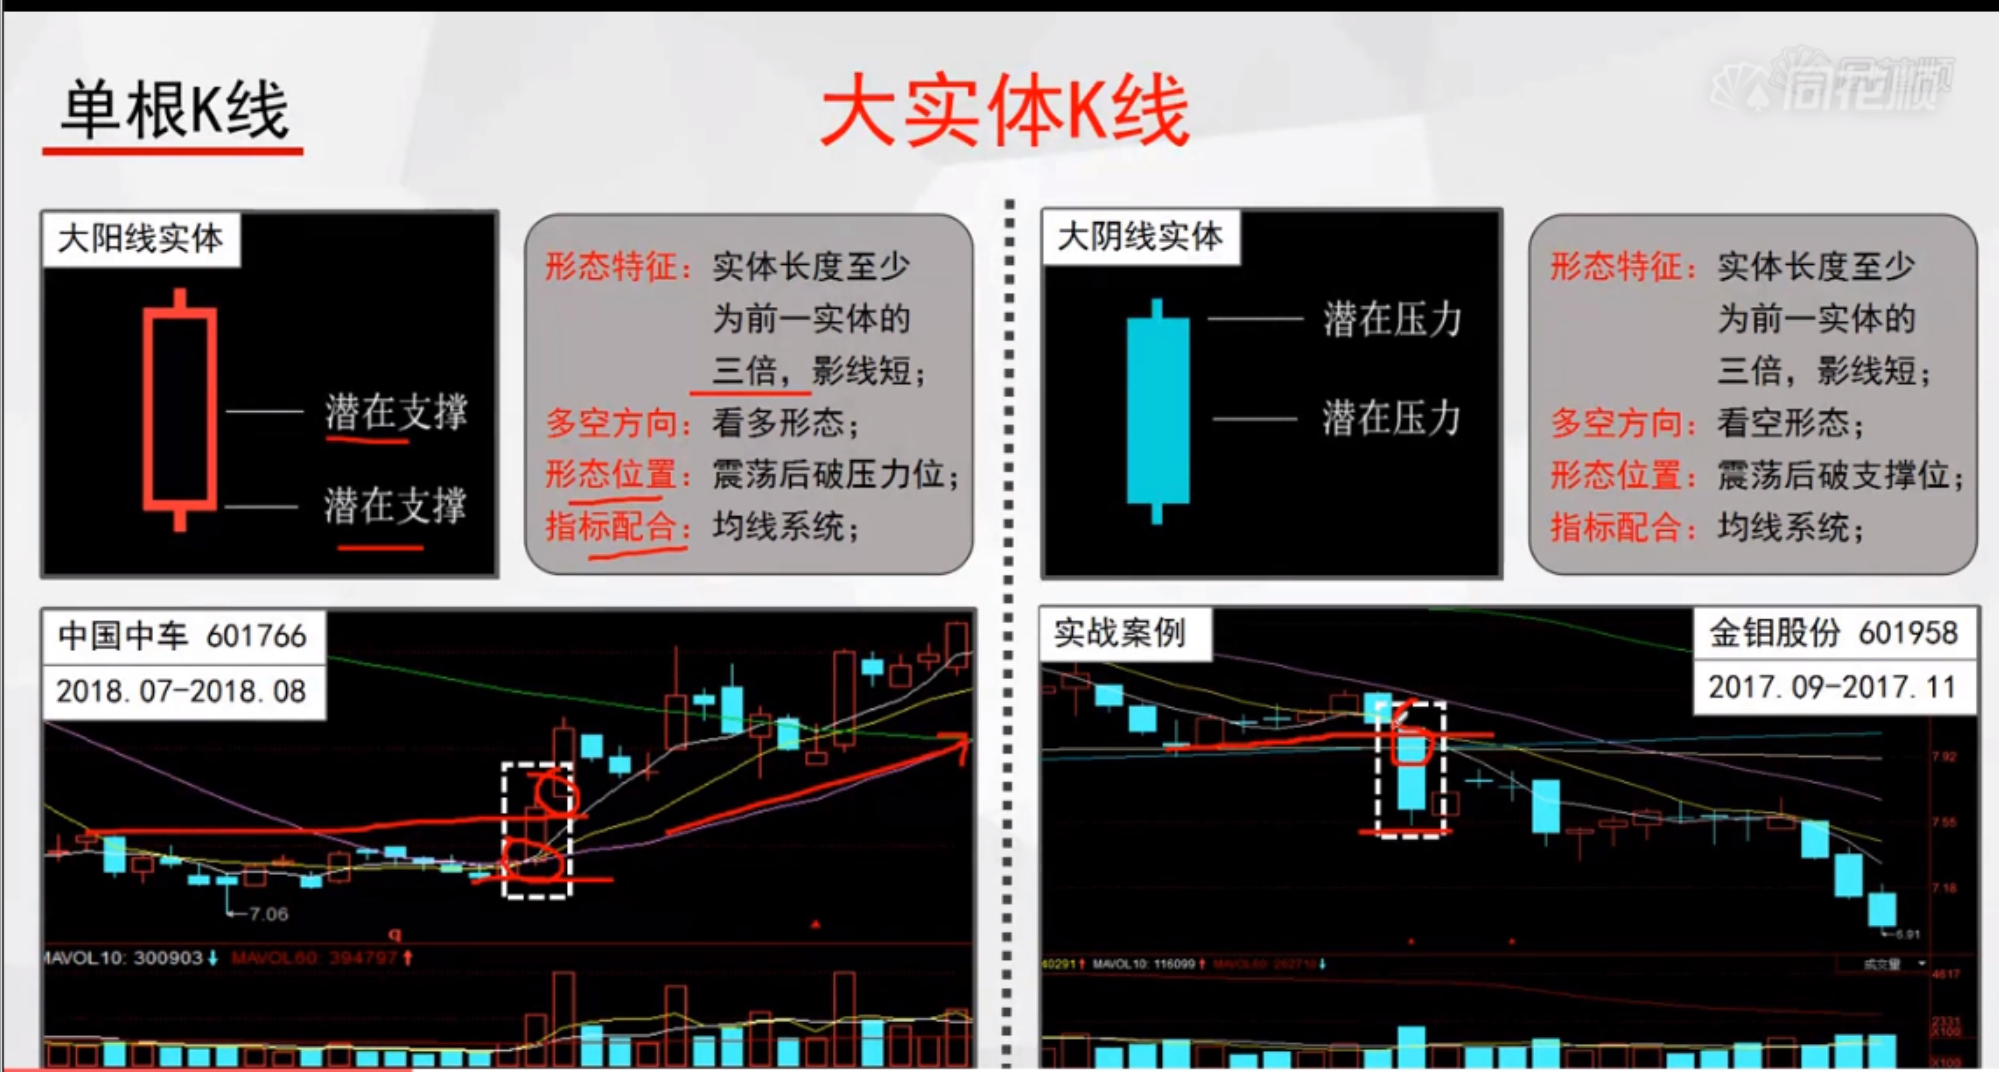 单根K线
大实体K线
同花顺
大阳线实体
潜在支撑
潜在支撑
形态特征：实体长度至少
为前一实体的
三倍，影线短；
多空方向：看多形态；
形态位置：震荡后破压力位；
指标配合：均线系统；
大阴线实体
潜在压力
潜在压力
形态特征：实体长度至少
为前一实体的
三倍，影线短；
多空方向：看空形态；
形态位置：震荡后破支撑位；
指标配合：均线系统；
中国中车 601766
2018.07-2018.08
7.06
q
MAVOL10: 300903↓ MAVOL60: 394797↑
实战案例
金钼股份 601958
2017.09-2017.11
7.92
7.55
7.18
6.91
40291↑ MAVOL10: 116099↑ MAVOL60: 262710↓
成交量
4617
2331
X100
X100